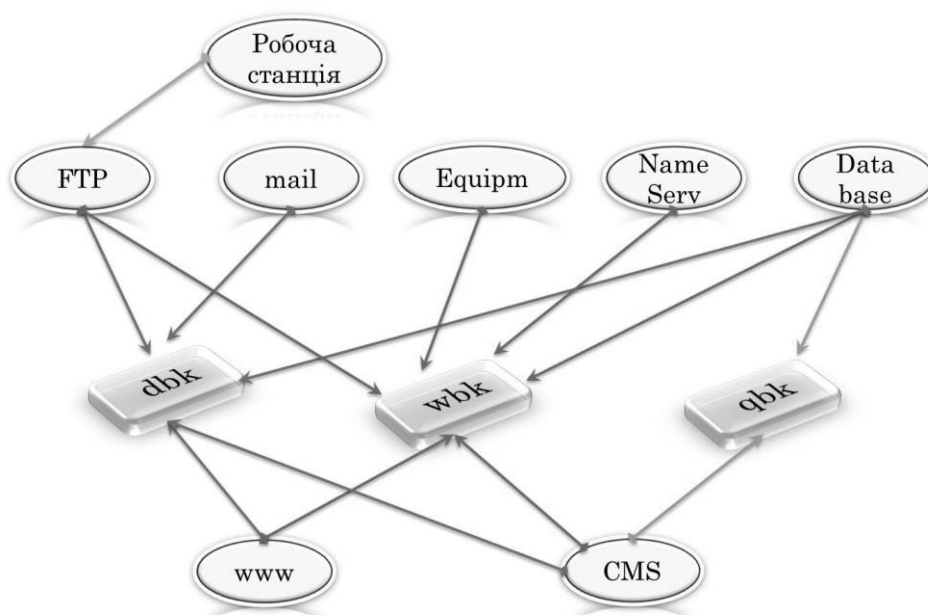 Робоча
станція
FTP
mail
Equipm
Name
Serv
Data
base
dbk
wbk
qbk
www
CMS